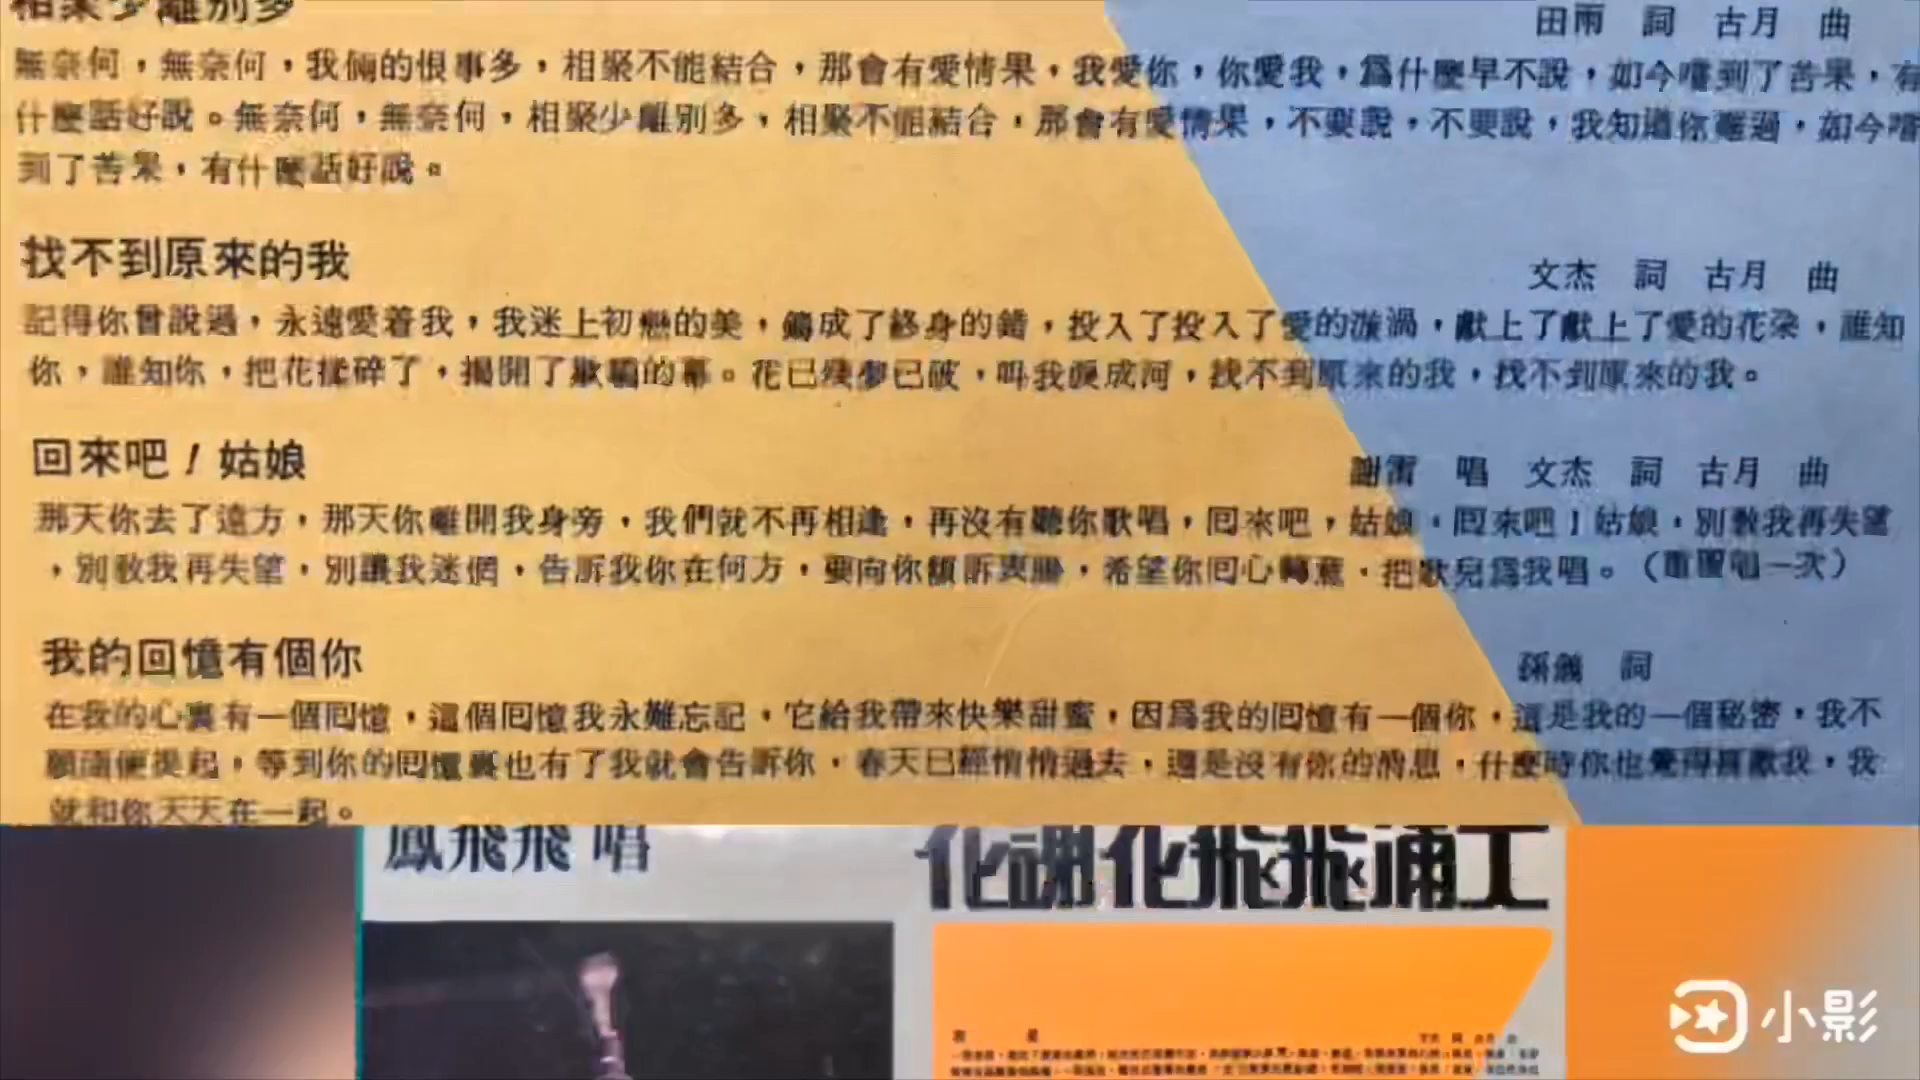 相聚少離別多
田雨 詞 古月 曲
無奈何，無奈何，我倆的恨事多，相聚不能結合，那會有愛情果，我愛你，你愛我，爲什麼早不說，如今嚐到了苦果，有
什麼話好說。無奈何，無奈何，相聚少離別多，相聚不能結合，那會有愛情果，不要說，不要說，我知道你難過，如今嚐
到了苦果，有什麼話好說。
找不到原來的我
文杰 詞 古月 曲
記得你曾說過，永遠愛着我，我迷上初戀的美，鑄成了終身的錯，投入了投入了愛的漩渦，獻上了獻上了愛的花朶，誰知
你，誰知你，把花揉碎了，揭開了欺騙的幕。花已殘夢已破，叫我淚成河，找不到原來的我，找不到原來的我。
回來吧！姑娘
謝雷 唱 文杰 詞 古月 曲
那天你去了遠方，那天你離開我身旁，我們就不再相逢，再沒有聽你歌唱，回來吧，姑娘，回來吧！姑娘，別教我再失望
，別教我再失望，別讓我迷惘，告訴我你在何方，要向你傾訴衷腸，希望你回心轉意，把歌兒爲我唱。（重覆唱一次）
我的回憶有個你
孫儀 詞
在我的心裏有一個回憶，這個回憶我永難忘記，它給我帶來快樂甜蜜，因爲我的回憶有一個你，這是我的一個秘密，我不
願隨便提起，等到你的回憶裏也有了我就會告訴你，春天已經悄悄過去，還是沒有你的消息，什麼時你也覺得喜歡我，我
就和你天天在一起。
鳳飛飛 唱
花謝花飛飛滿天
小影